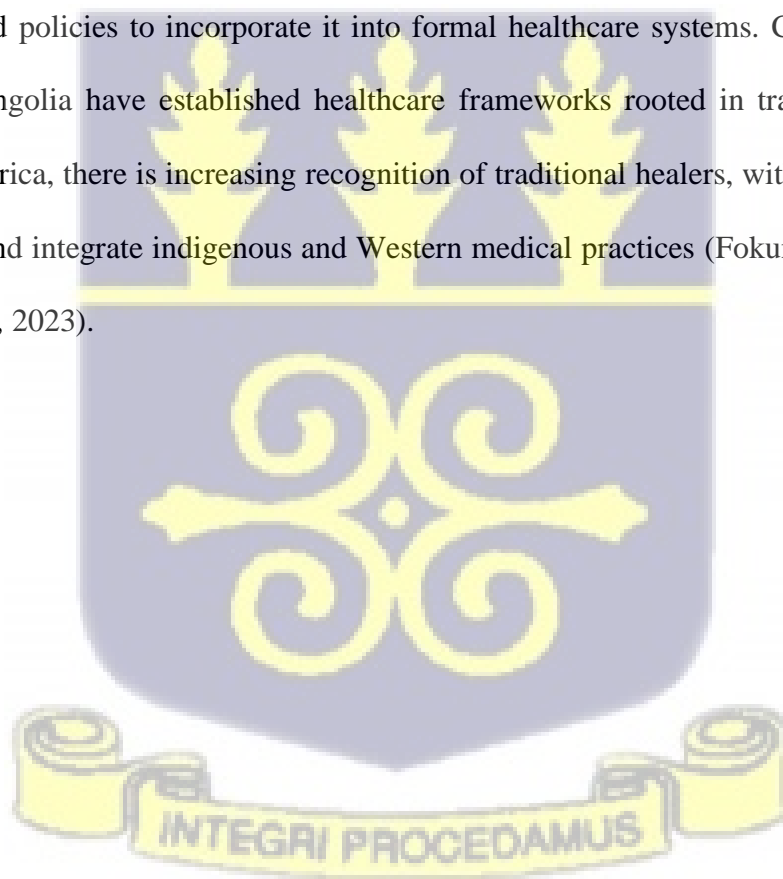 d policies to incorporate it into formal healthcare systems. C
ngolia have established healthcare frameworks rooted in tra
rica, there is increasing recognition of traditional healers, wit
nd integrate indigenous and Western medical practices (Foku
, 2023).
INTEGRI PROCEDAMUS